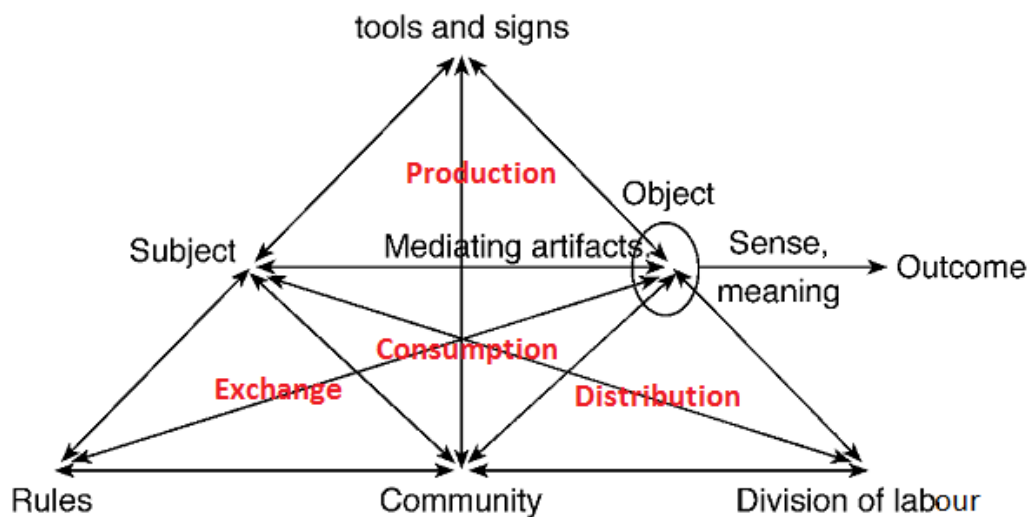 tools and signs
Production
Object
Subject
Mediating artifacts,
Sense,
meaning
Outcome
Consumption
Exchange
Distribution
Rules
Community
Division of labour